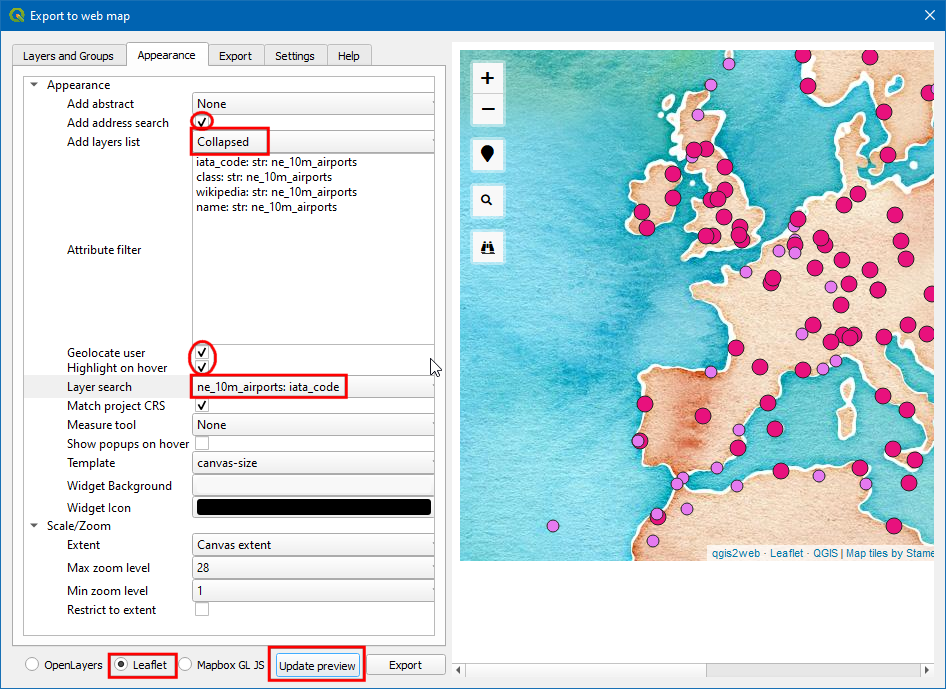 Export to web map
Layers and Groups Appearance Export Settings Help
Appearance
Add abstract None
Add address search
Add layers list Collapsed
iata_code: str: ne_10m_airports
class: str: ne_10m_airports
wikipedia: str: ne_10m_airports
name: str: ne_10m_airports
Attribute filter
Geolocate user
Highlight on hover
Layer search ne_10m_airports: iata_code
Match project CRS
Measure tool None
Show popups on hover
Template canvas-size
Widget Background
Widget Icon
Scale/Zoom
Extent Canvas extent
Max zoom level 28
Min zoom level 1
Restrict to extent
OpenLayers Leaflet Mapbox GL JS Update preview Export
+
−
qgis2web · Leaflet · QGIS | Map tiles by Stame